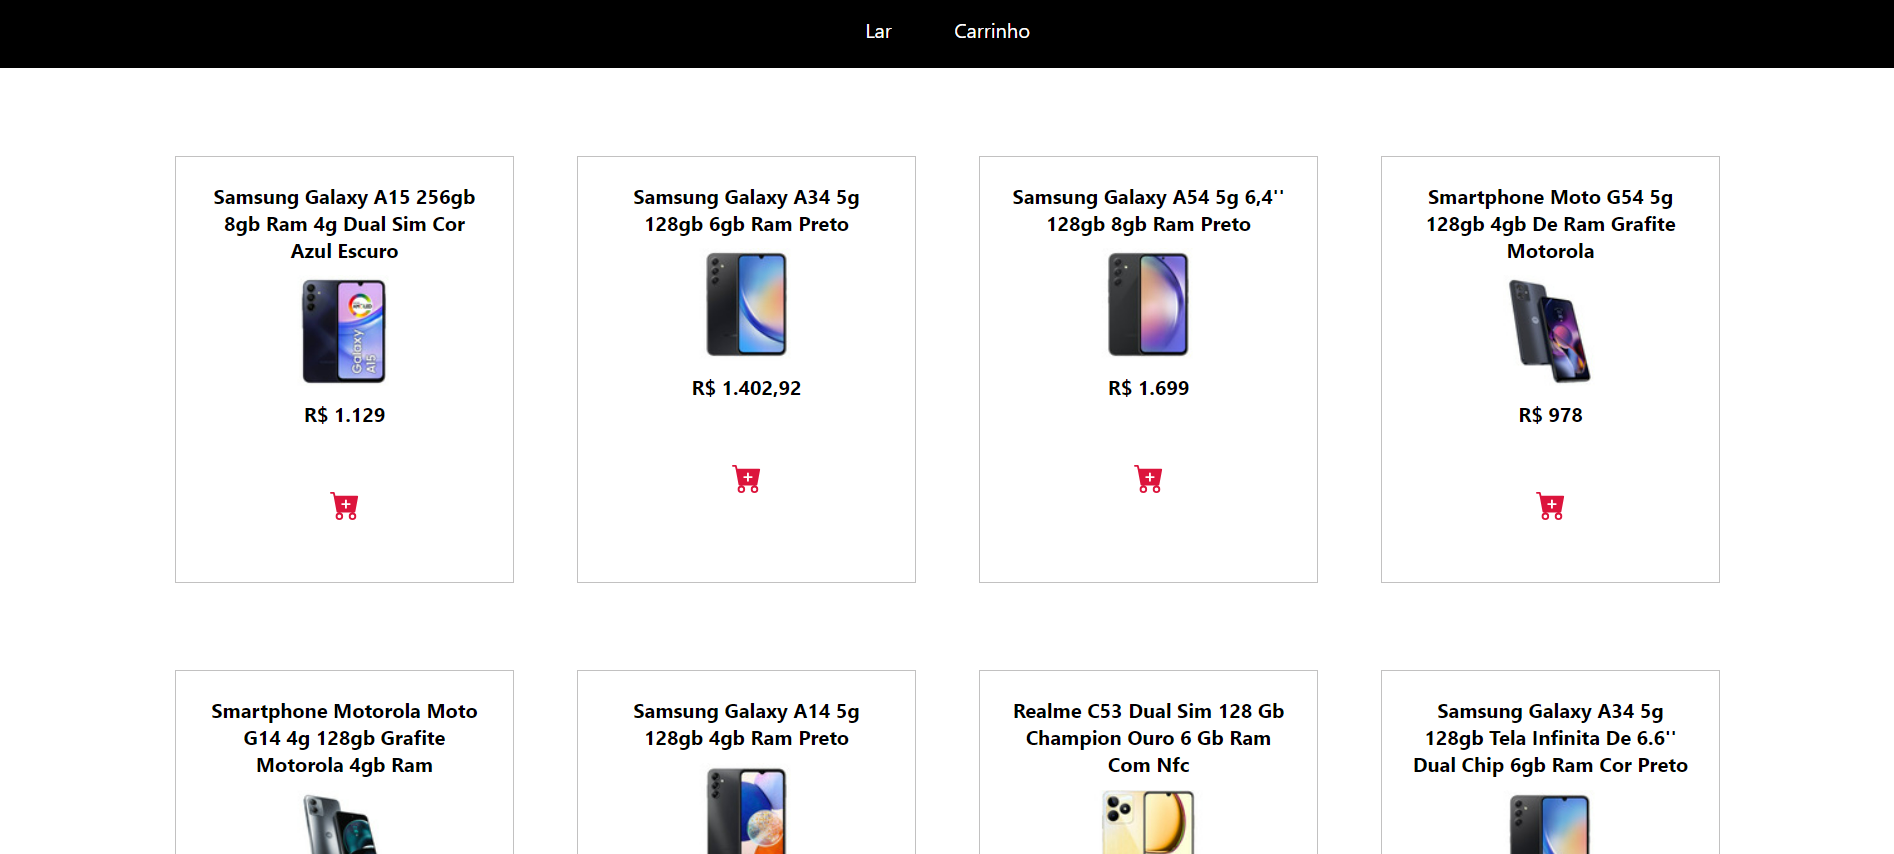 Lar
Carrinho
Samsung Galaxy A15 256gb
8gb Ram 4g Dual Sim Cor
Azul Escuro
Galaxy
A15
R$ 1.129
Samsung Galaxy A34 5g
128gb 6gb Ram Preto
R$ 1.402,92
Samsung Galaxy A54 5g 6,4''
128gb 8gb Ram Preto
R$ 1.699
Smartphone Moto G54 5g
128gb 4gb De Ram Grafite
Motorola
R$ 978
Smartphone Motorola Moto
G14 4g 128gb Grafite
Motorola 4gb Ram
Samsung Galaxy A14 5g
128gb 4gb Ram Preto
Realme C53 Dual Sim 128 Gb
Champion Ouro 6 Gb Ram
Com Nfc
Samsung Galaxy A34 5g
128gb Tela Infinita De 6.6''
Dual Chip 6gb Ram Cor Preto